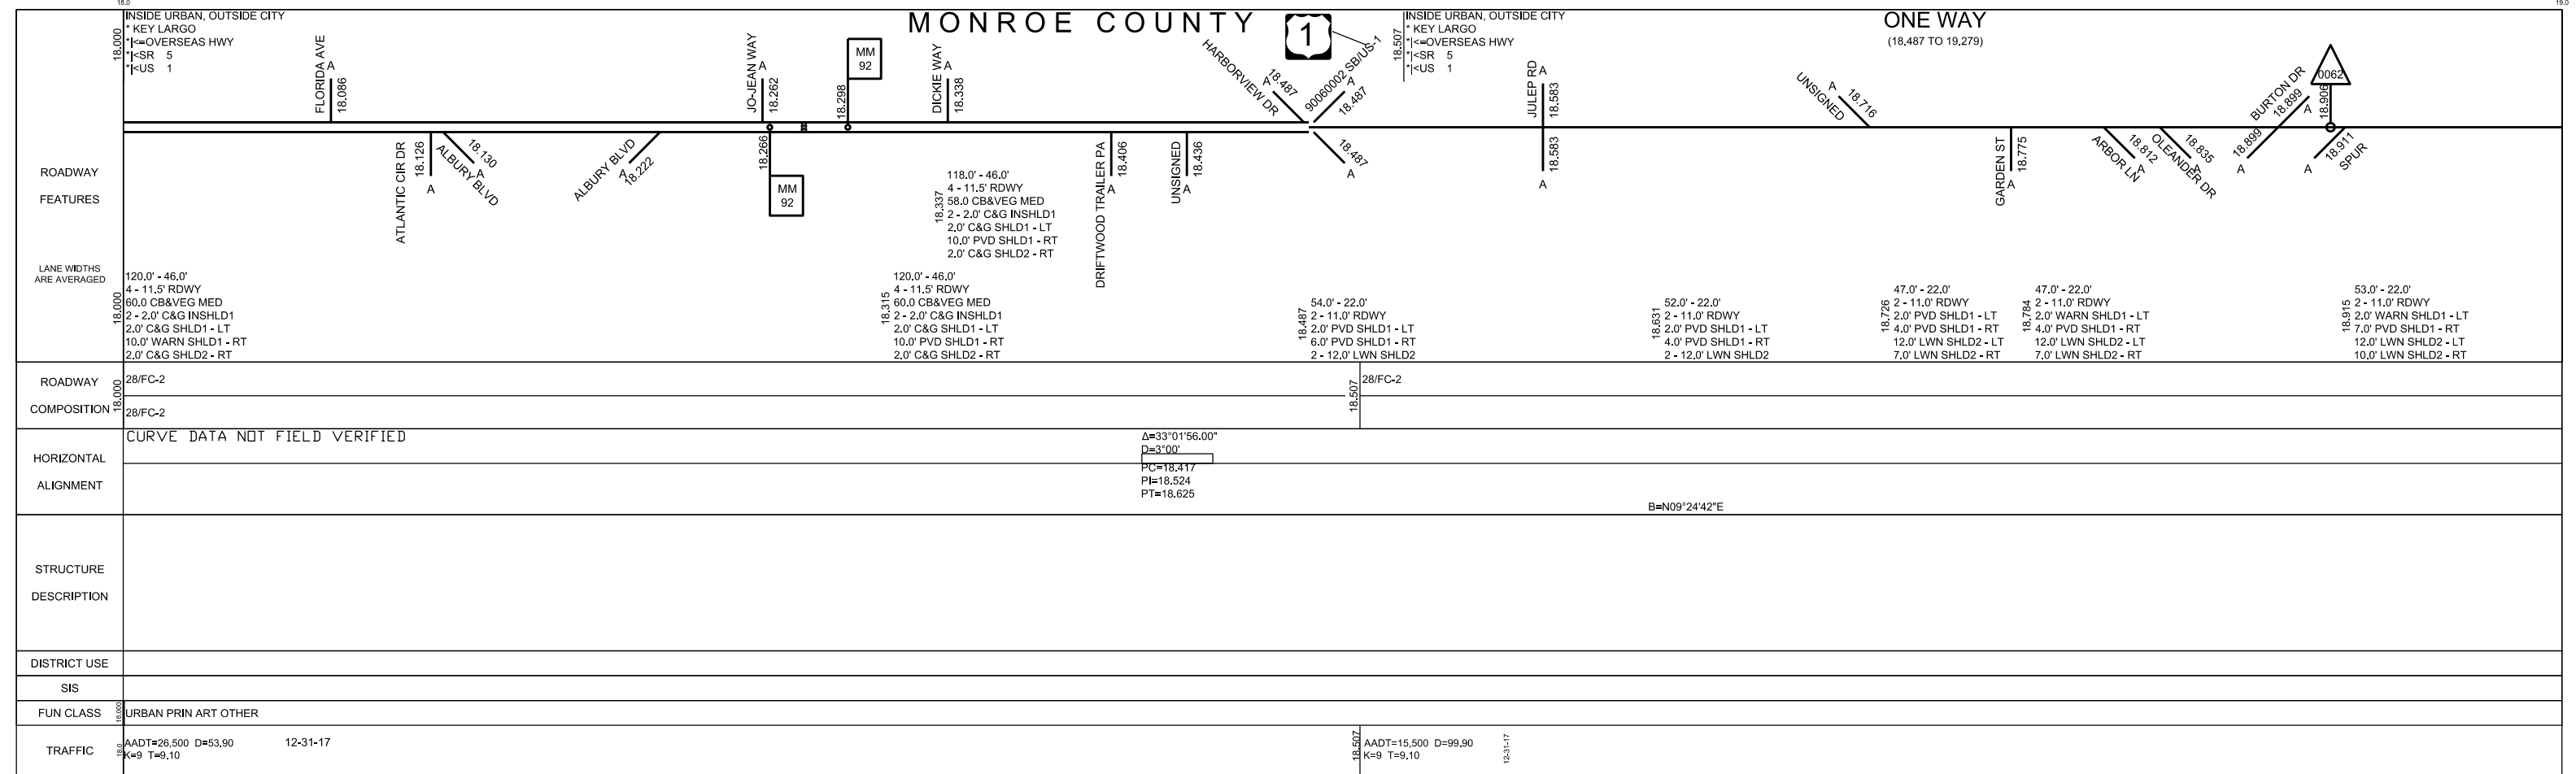 18.0
19.0
MONROE COUNTY
1
ONE WAY
(18.487 TO 19.279)
18.000
INSIDE URBAN, OUTSIDE CITY
* KEY LARGO
*|<=OVERSEAS HWY
*|<SR 5
*|<US 1
FLORIDA AVE
A
18.086
JO-JEAN WAY
A
18.262
MM
92
18.298
DICKIE WAY
A
18.338
HARBORVIEW DR
A
18.487
90060002 SB/US-1
A
18.487
18.507
INSIDE URBAN, OUTSIDE CITY
* KEY LARGO
*|<=OVERSEAS HWY
*|<SR 5
*|<US 1
JULEP RD
A
18.583
UNSIGNED
A
18.716
BURTON DR
18.899
A
0062
18.906
ROADWAY
FEATURES
ATLANTIC CIR DR
18.126
A
18.130
A
ALBURY BLVD
ALBURY BLVD
A
18.222
18.266
MM
92
DRIFTWOOD TRAILER PA
18.406
A
UNSIGNED
18.436
A
18.487
A
18.583
A
GARDEN ST
18.775
A
ARBOR LN
18.812
A
OLEANDER DR
18.835
A
18.899
A
18.911
A
SPUR
18.337
118.0' - 46.0'
4 - 11.5' RDWY
58.0 CB&VEG MED
2 - 2.0' C&G INSHLD1
2.0' C&G SHLD1 - LT
10.0' PVD SHLD1 - RT
2.0' C&G SHLD2 - RT
LANE WIDTHS
ARE AVERAGED
18.000
120.0' - 46.0'
4 - 11.5' RDWY
60.0 CB&VEG MED
2 - 2.0' C&G INSHLD1
2.0' C&G SHLD1 - LT
10.0' WARN SHLD1 - RT
2.0' C&G SHLD2 - RT
18.315
120.0' - 46.0'
4 - 11.5' RDWY
60.0 CB&VEG MED
2 - 2.0' C&G INSHLD1
2.0' C&G SHLD1 - LT
10.0' PVD SHLD1 - RT
2.0' C&G SHLD2 - RT
18.487
54.0' - 22.0'
2 - 11.0' RDWY
2.0' PVD SHLD1 - LT
6.0' PVD SHLD1 - RT
2 - 12.0' LWN SHLD2
18.631
52.0' - 22.0'
2 - 11.0' RDWY
2.0' PVD SHLD1 - LT
4.0' PVD SHLD1 - RT
2 - 12.0' LWN SHLD2
18.726
47.0' - 22.0'
2 - 11.0' RDWY
2.0' PVD SHLD1 - LT
4.0' PVD SHLD1 - RT
12.0' LWN SHLD2 - LT
7.0' LWN SHLD2 - RT
18.784
47.0' - 22.0'
2 - 11.0' RDWY
2.0' WARN SHLD1 - LT
4.0' PVD SHLD1 - RT
12.0' LWN SHLD2 - LT
7.0' LWN SHLD2 - RT
18.915
53.0' - 22.0'
2 - 11.0' RDWY
2.0' WARN SHLD1 - LT
7.0' PVD SHLD1 - RT
12.0' LWN SHLD2 - LT
10.0' LWN SHLD2 - RT
ROADWAY
COMPOSITION
18.000
28/FC-2
28/FC-2
18.507
28/FC-2
HORIZONTAL
ALIGNMENT
CURVE DATA NOT FIELD VERIFIED
Δ=33°01'56.00"
D=3°00'
PC=18.417
PI=18.524
PT=18.625
B=N09°24'42"E
STRUCTURE
DESCRIPTION
DISTRICT USE
SIS
FUN CLASS
18.000
URBAN PRIN ART OTHER
TRAFFIC
18.0
AADT=26,500 D=53.90 12-31-17
K=9 T=9.10
18.507
AADT=15,500 D=99.90
K=9 T=9.10
12-31-17